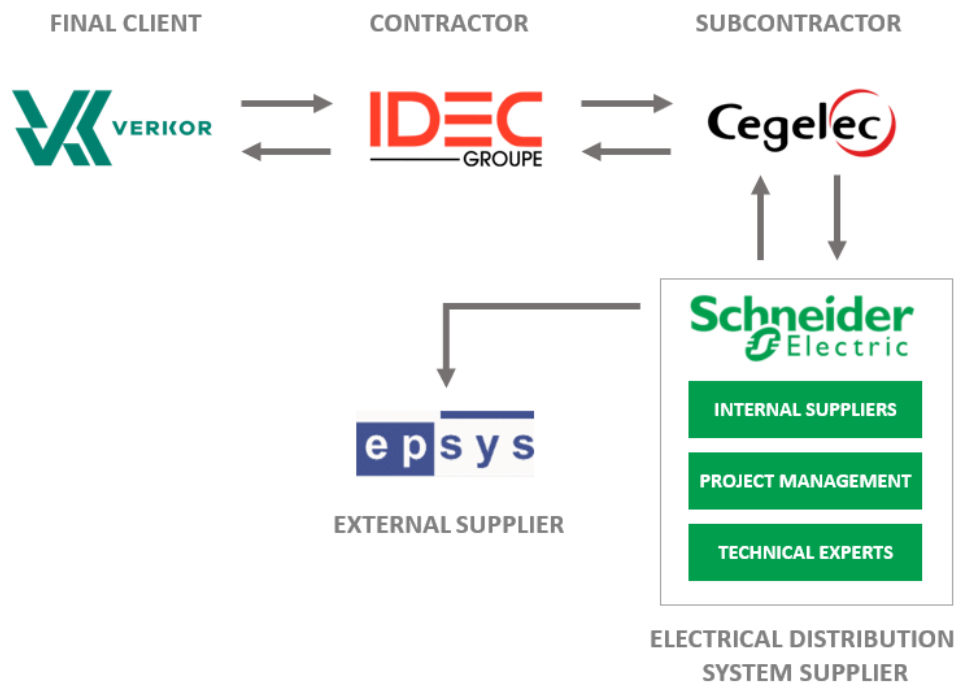 FINAL CLIENT
CONTRACTOR
SUBCONTRACTOR
VERKOR
IDEC
GROUPE
Cegelec
Schneider
Electric
INTERNAL SUPPLIERS
PROJECT MANAGEMENT
TECHNICAL EXPERTS
epsys
EXTERNAL SUPPLIER
ELECTRICAL DISTRIBUTION
SYSTEM SUPPLIER